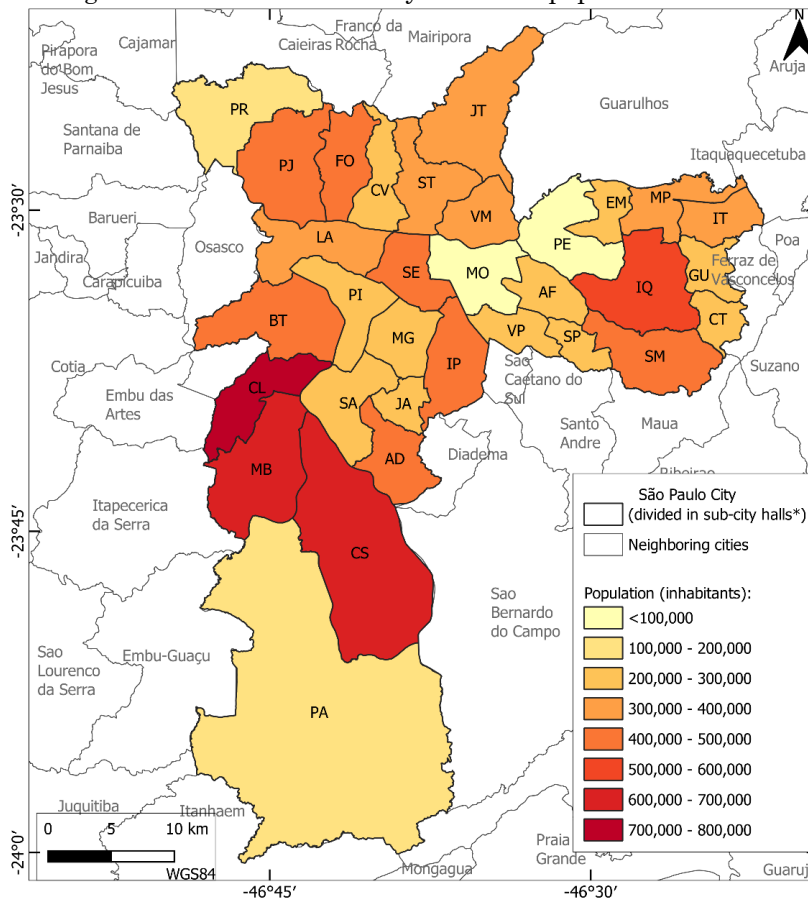 Franco da
Rocha
Mairipora
Cajamar
Caieiras
N
Pirapora
do Bom
Jesus
Aruja
PR
JT
Guarulhos
Santana de
Parnaiba
PJ
FO
CV
ST
Itaquaquecetuba
-23°30′
EM
MP
IT
Barueri
VM
Osasco
LA
PE
Poa
Jandira
SE
MO
Ferraz de
Vasconcelos
Carapicuiba
PI
AF
IQ
GU
BT
CT
MG
VP
SP
IP
SM
Cotia
Sao
Caetano do
Sul
Suzano
CL
Embu das
Artes
SA
JA
Santo
Andre
Maua
AD
Diadema
MB
Ribeirao
Itapecerica
da Serra
São Paulo City
(divided in sub-city halls*)
Neighboring cities
-23°45′
CS
Sao
Bernardo
do Campo
Population (inhabitants):
<100,000
100,000 - 200,000
200,000 - 300,000
300,000 - 400,000
400,000 - 500,000
500,000 - 600,000
600,000 - 700,000
700,000 - 800,000
Sao
Lourenco
da Serra
Embu-Guaçu
PA
Juquitiba
Itanhaem
0 5 10 km
WGS84
Praia
Grande
-24°0′
Mongagua
-46°45′
-46°30′